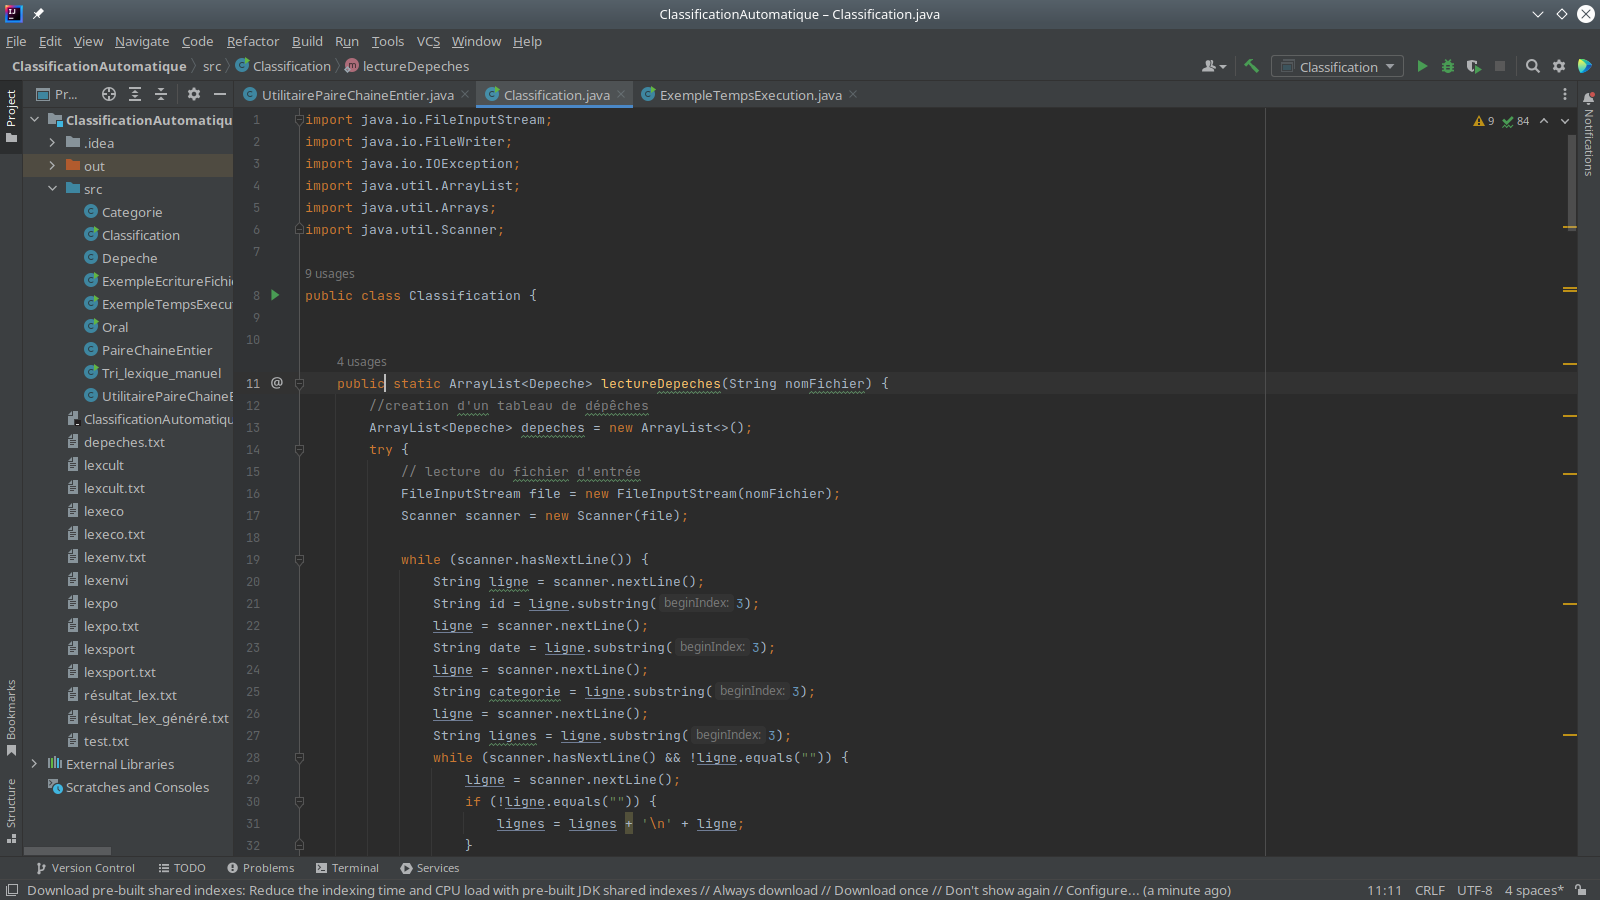 ClassificationAutomatique – Classification.java
File Edit View Navigate Code Refactor Build Run Tools VCS Window Help
ClassificationAutomatique src Classification lectureDepeches
Classification
Pr...
UtilitairePaireChaineEntier.java
Classification.java
ExempleTempsExecution.java
Project
Bookmarks
Structure
Notifications
9 84
ClassificationAutomatiqu
.idea
out
src
Categorie
Classification
Depeche
ExempleEcritureFichi
ExempleTempsExecu
Oral
PaireChaineEntier
Tri_lexique_manuel
UtilitairePaireChaineE
ClassificationAutomatiqu
depeches.txt
lexcult
lexcult.txt
lexeco
lexeco.txt
lexenv.txt
lexenvi
lexpo
lexpo.txt
lexsport
lexsport.txt
résultat_lex.txt
résultat_lex_généré.txt
test.txt
External Libraries
Scratches and Consoles
1 import java.io.FileInputStream;
2 import java.io.FileWriter;
3 import java.io.IOException;
4 import java.util.ArrayList;
5 import java.util.Arrays;
6 import java.util.Scanner;
7
9 usages
8 public class Classification {
9
10
4 usages
11 @ public static ArrayList<Depeche> lectureDepeches(String nomFichier) {
12 //creation d'un tableau de dépêches
13 ArrayList<Depeche> depeches = new ArrayList<>();
14 try {
15 // lecture du fichier d'entrée
16 FileInputStream file = new FileInputStream(nomFichier);
17 Scanner scanner = new Scanner(file);
18
19 while (scanner.hasNextLine()) {
20 String ligne = scanner.nextLine();
21 String id = ligne.substring( beginIndex: 3);
22 ligne = scanner.nextLine();
23 String date = ligne.substring( beginIndex: 3);
24 ligne = scanner.nextLine();
25 String categorie = ligne.substring( beginIndex: 3);
26 ligne = scanner.nextLine();
27 String lignes = ligne.substring( beginIndex: 3);
28 while (scanner.hasNextLine() && !ligne.equals("")) {
29 ligne = scanner.nextLine();
30 if (!ligne.equals("")) {
31 lignes = lignes + '\n' + ligne;
32 }
Version Control TODO Problems Terminal Services
Download pre-built shared indexes: Reduce the indexing time and CPU load with pre-built JDK shared indexes // Always download // Download once // Don't show again // Configure... (a minute ago) 11:11 CRLF UTF-8 4 spaces*